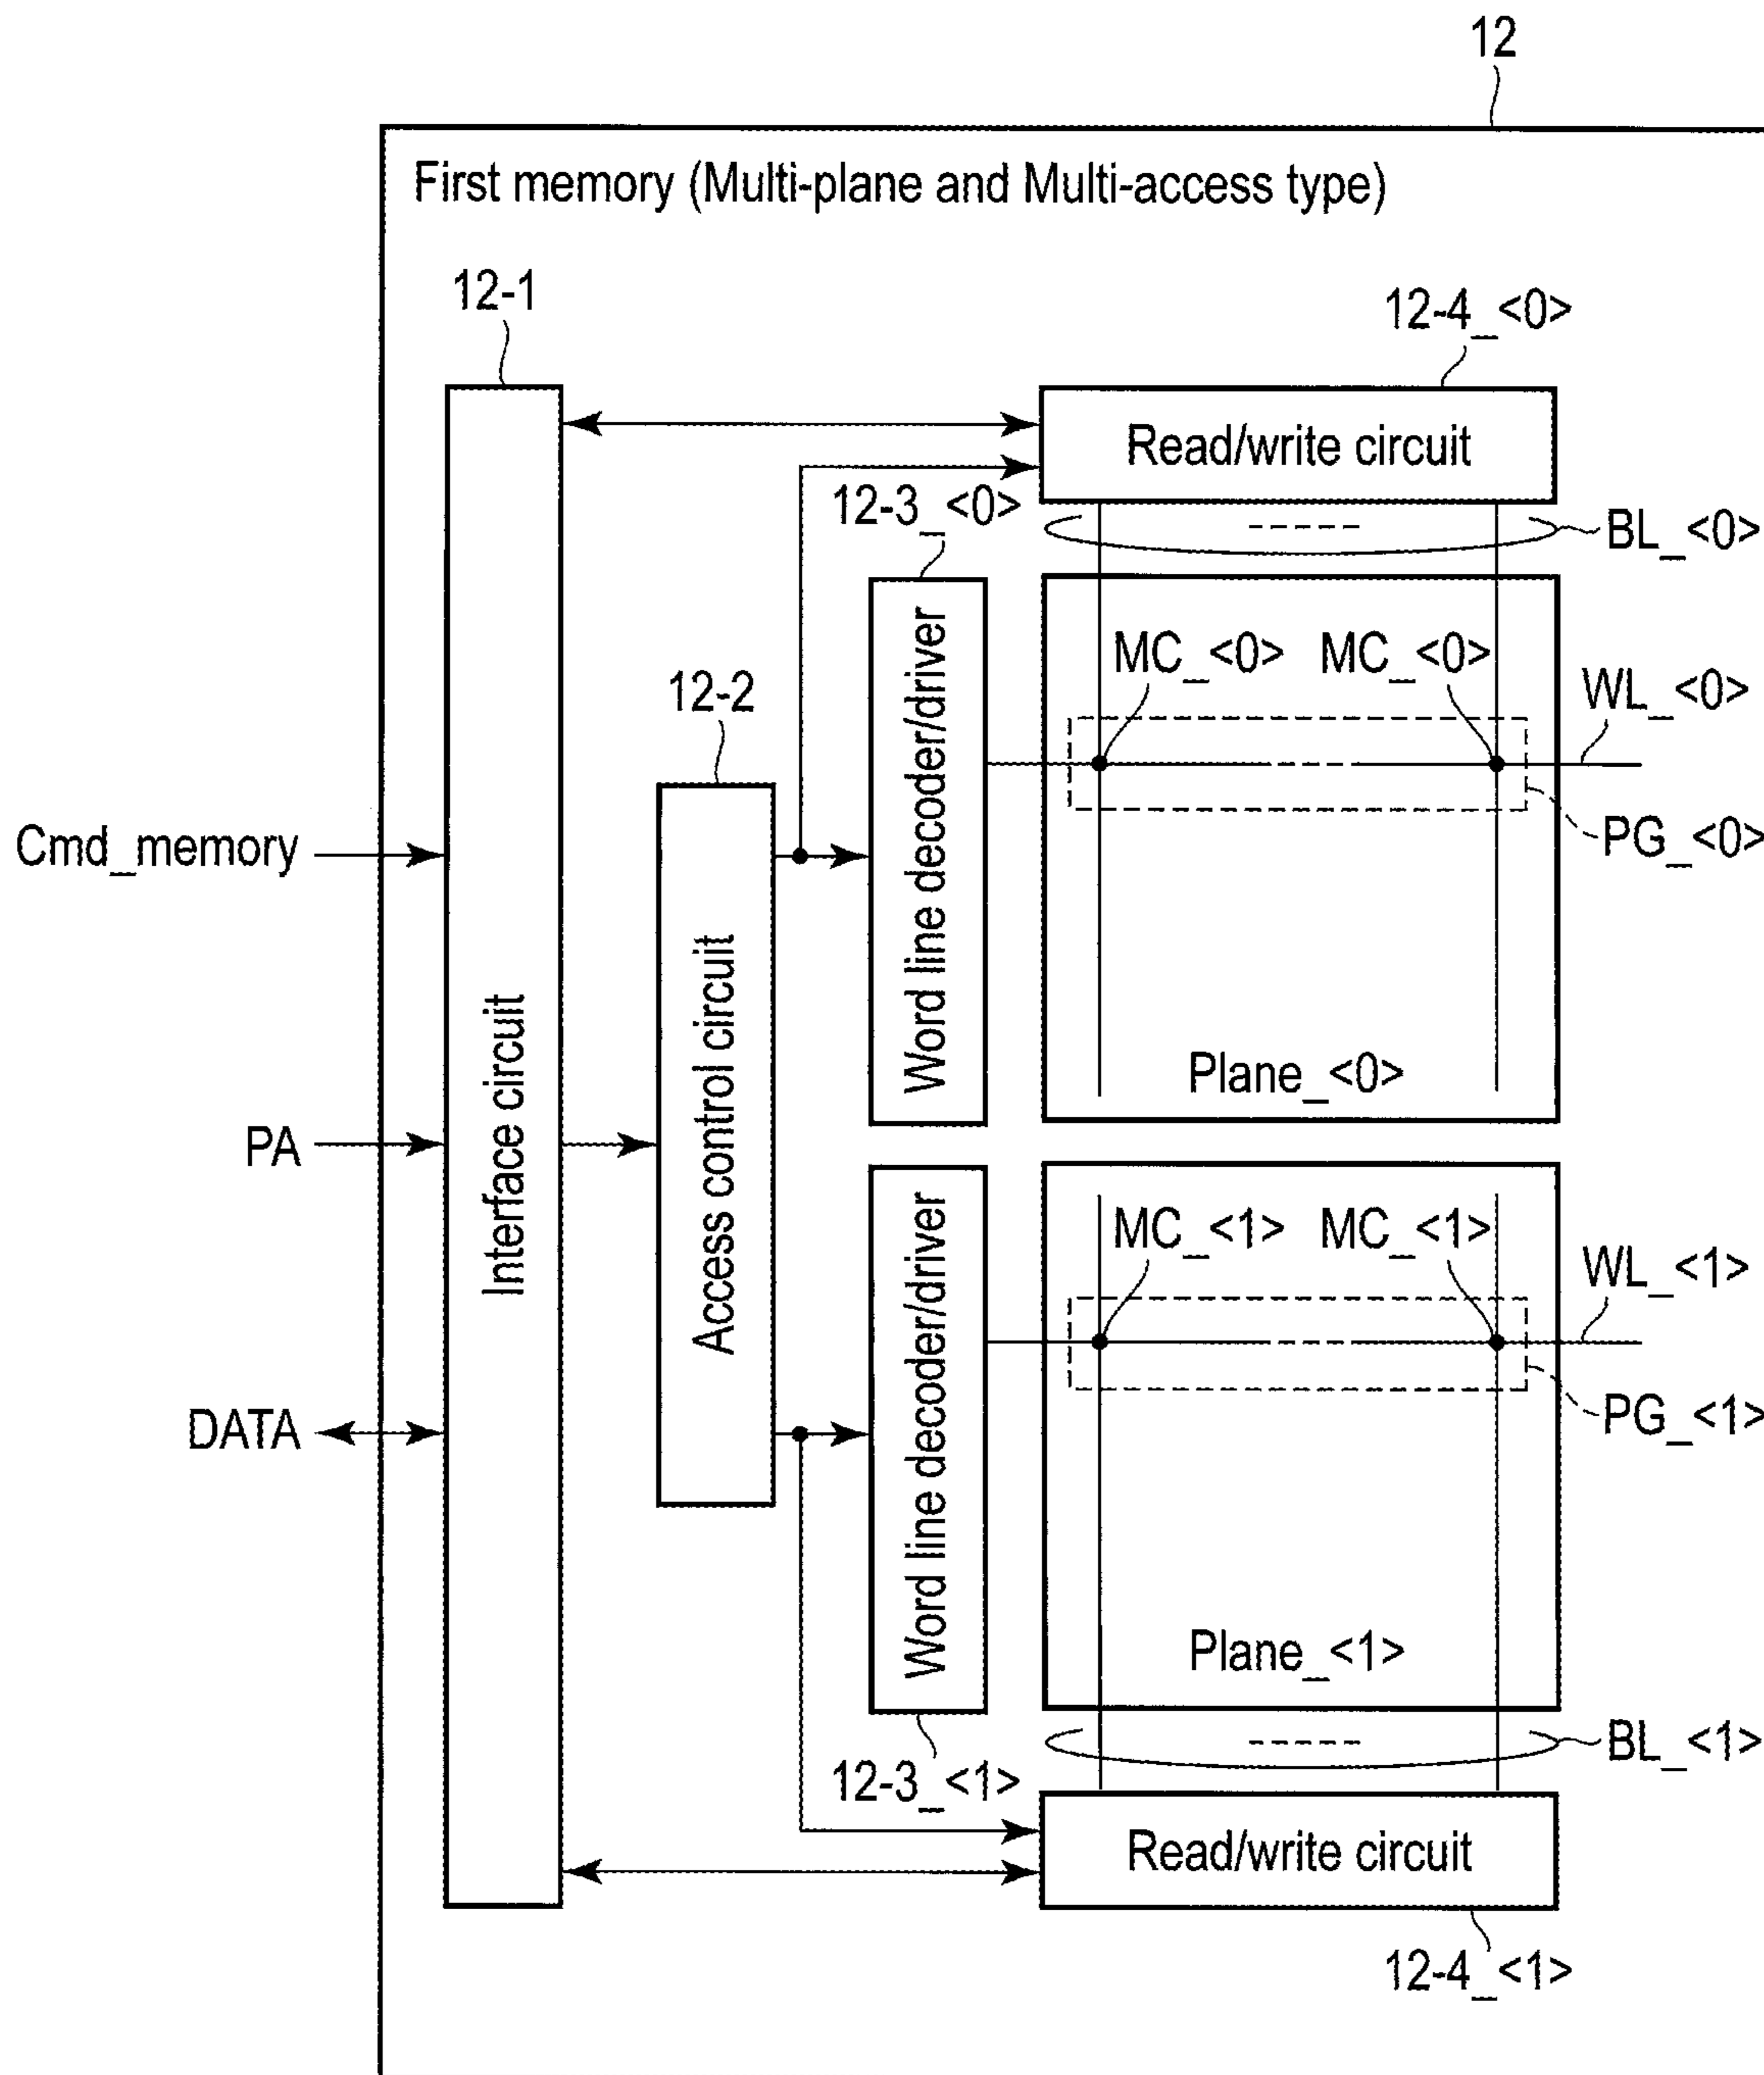 12
First memory (Multi-plane and Multi-access type)
12-1
12-4_<0>
Read/write circuit
12-3_<0>
BL_<0>
Word line decoder/driver
MC_<0> MC_<0>
WL_<0>
12-2
PG_<0>
Cmd_memory
Access control circuit
Interface circuit
Plane_<0>
PA
Word line decoder/driver
MC_<1> MC_<1>
WL_<1>
PG_<1>
DATA
Plane_<1>
BL_<1>
12-3_<1>
Read/write circuit
12-4_<1>